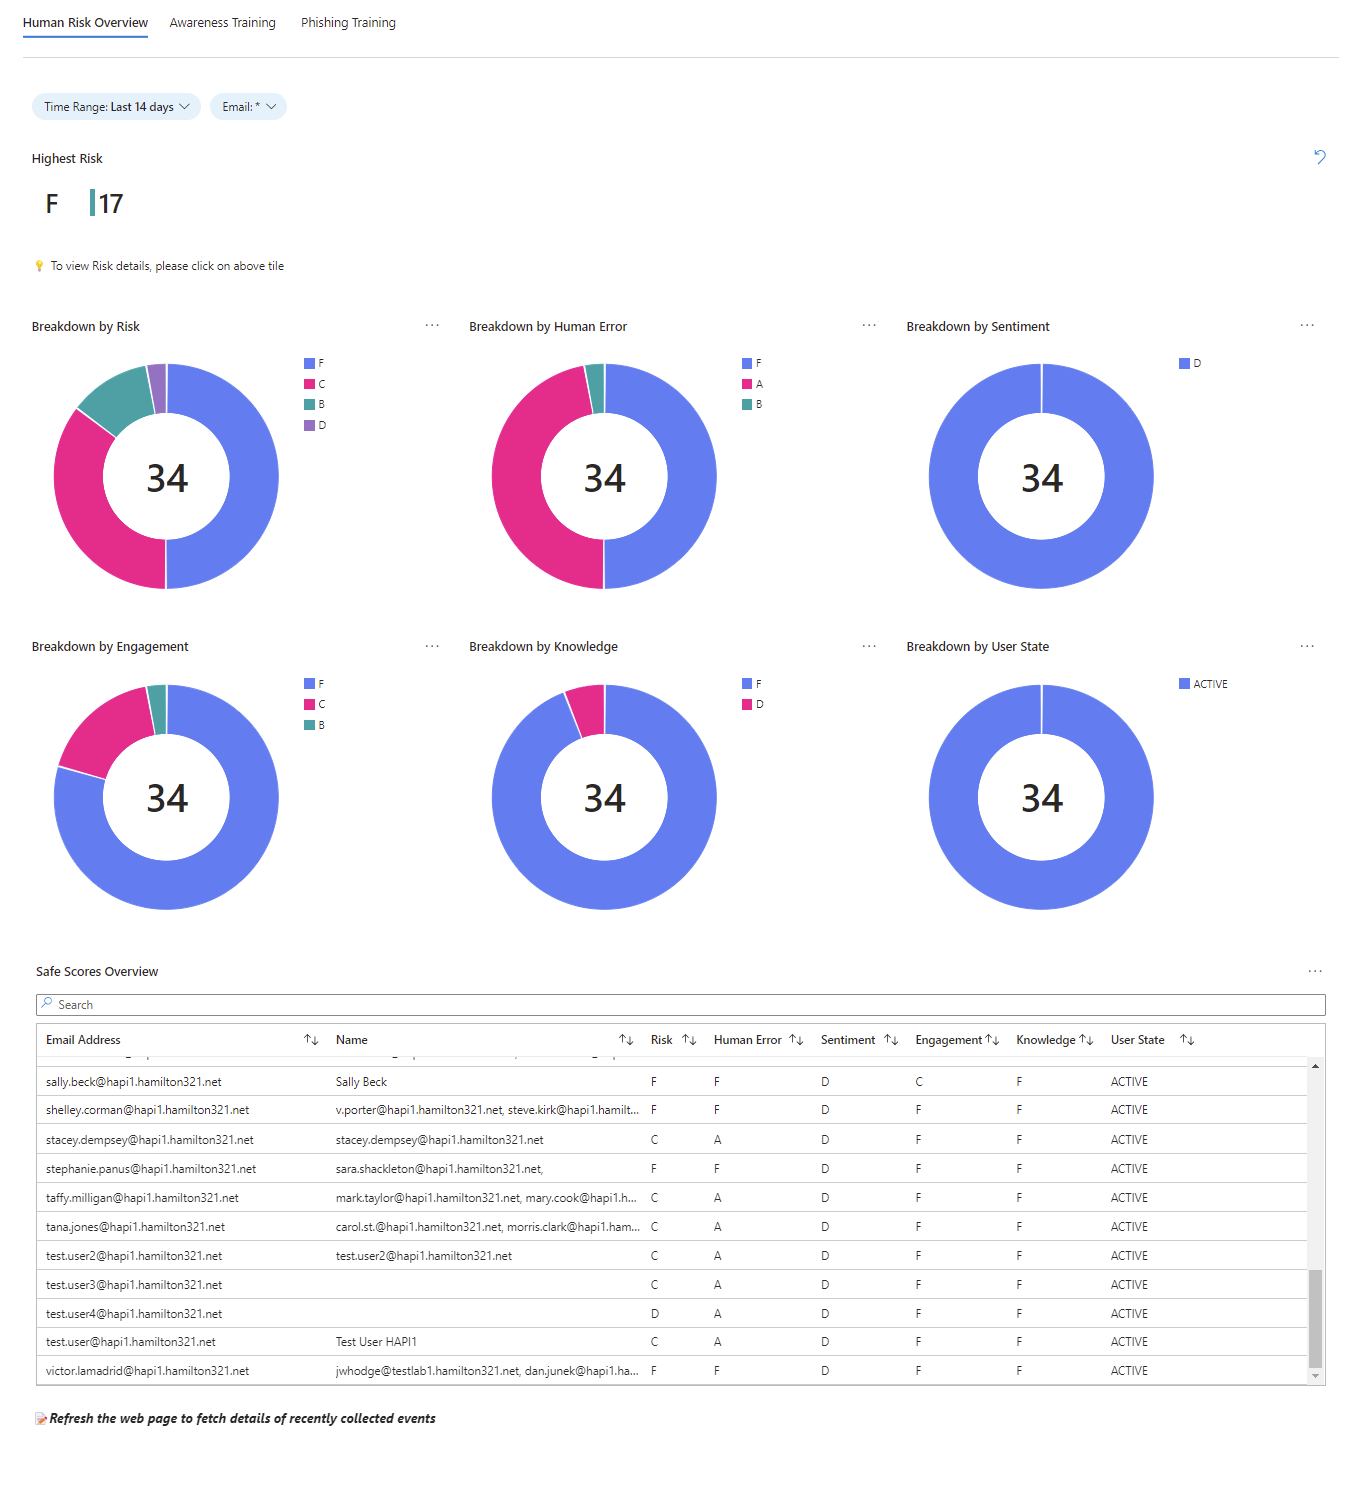 Human Risk Overview Awareness Training Phishing Training
Time Range: Last 14 days Email: *
Highest Risk
F 17
To view Risk details, please click on above tile
Breakdown by Risk ... Breakdown by Human Error ... Breakdown by Sentiment ...
F
C
B
D
34
F
A
B
34
D
34
Breakdown by Engagement ... Breakdown by Knowledge ... Breakdown by User State ...
F
C
B
34
F
D
34
ACTIVE
34
Safe Scores Overview ...
Search
Email Address Name Risk Human Error Sentiment Engagement Knowledge User State
sally.beck@hapi1.hamilton321.net Sally Beck F F D C F ACTIVE
shelley.corman@hapi1.hamilton321.net v.porter@hapi1.hamilton321.net, steve.kirk@hapi1.hamilt... F F D F F ACTIVE
stacey.dempsey@hapi1.hamilton321.net stacey.dempsey@hapi1.hamilton321.net C A D F F ACTIVE
stephanie.panus@hapi1.hamilton321.net sara.shackleton@hapi1.hamilton321.net, F F D F F ACTIVE
taffy.milligan@hapi1.hamilton321.net mark.taylor@hapi1.hamilton321.net, mary.cook@hapi1.h... C A D F F ACTIVE
tana.jones@hapi1.hamilton321.net carol.st.@hapi1.hamilton321.net, morris.clark@hapi1.ham... C A D F F ACTIVE
test.user2@hapi1.hamilton321.net test.user2@hapi1.hamilton321.net C A D F F ACTIVE
test.user3@hapi1.hamilton321.net C A D F F ACTIVE
test.user4@hapi1.hamilton321.net D A D F F ACTIVE
test.user@hapi1.hamilton321.net Test User HAPI1 C A D F F ACTIVE
victor.lamadrid@hapi1.hamilton321.net jwhodge@testlab1.hamilton321.net, dan.junek@hapi1.ha... F F D F F ACTIVE
Refresh the web page to fetch details of recently collected events